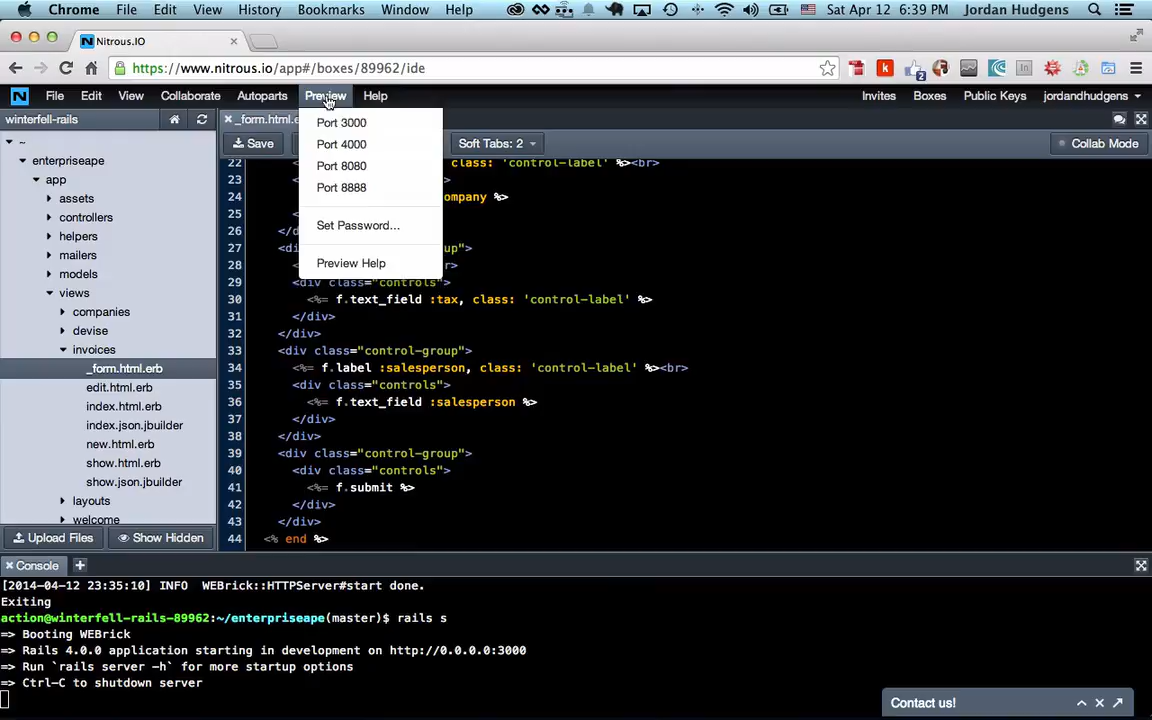 Chrome File Edit View History Bookmarks Window Help Sat Apr 12 6:39 PM Jordan Hudgens
Nitrous.IO
https://www.nitrous.io/app#/boxes/89962/ide
File Edit View Collaborate Autoparts Preview Help Invites Boxes Public Keys jordandhudgens
winterfell-rails
_form.html.e
Save
Soft Tabs: 2
Collab Mode
Port 3000
Port 4000
Port 8080
Port 8888
Set Password...
Preview Help
~
enterpriseape
app
assets
controllers
helpers
mailers
models
views
companies
devise
invoices
_form.html.erb
edit.html.erb
index.html.erb
index.json.jbuilder
new.html.erb
show.html.erb
show.json.jbuilder
layouts
welcome
Upload Files
Show Hidden
22 < class: 'control-label' %><br>
23 <
24 ompany %>
25 <
26 </d
27 <di up">
28 < r>
29 <div class="controls">
30 <%= f.text_field :tax, class: 'control-label' %>
31 </div>
32 </div>
33 <div class="control-group">
34 <%= f.label :salesperson, class: 'control-label' %><br>
35 <div class="controls">
36 <%= f.text_field :salesperson %>
37 </div>
38 </div>
39 <div class="control-group">
40 <div class="controls">
41 <%= f.submit %>
42 </div>
43 </div>
44 <% end %>
Console
[2014-04-12 23:35:10] INFO  WEBrick::HTTPServer#start done.
Exiting
action@winterfell-rails-89962:~/enterpriseape(master)$ rails s
=> Booting WEBrick
=> Rails 4.0.0 application starting in development on http://0.0.0.0:3000
=> Run `rails server -h` for more startup options
=> Ctrl-C to shutdown server
Contact us!